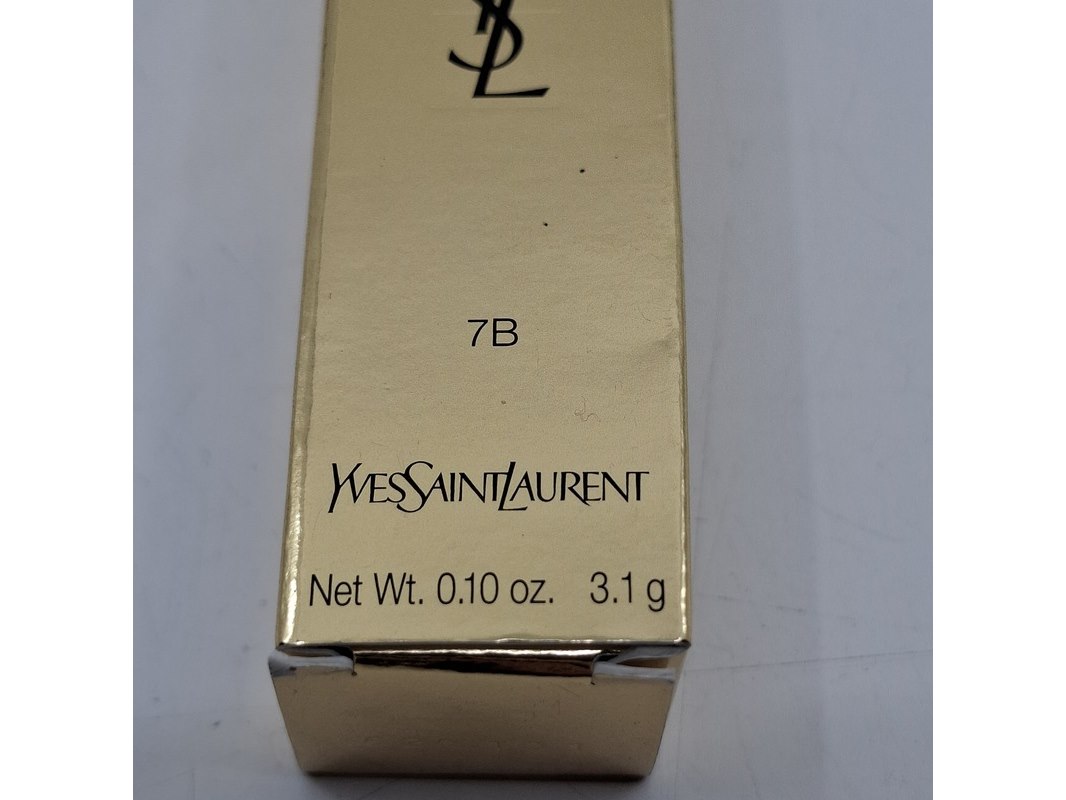 YSL
7B
YVESSAINTLAURENT
Net Wt. 0.10 oz. 3.1 g